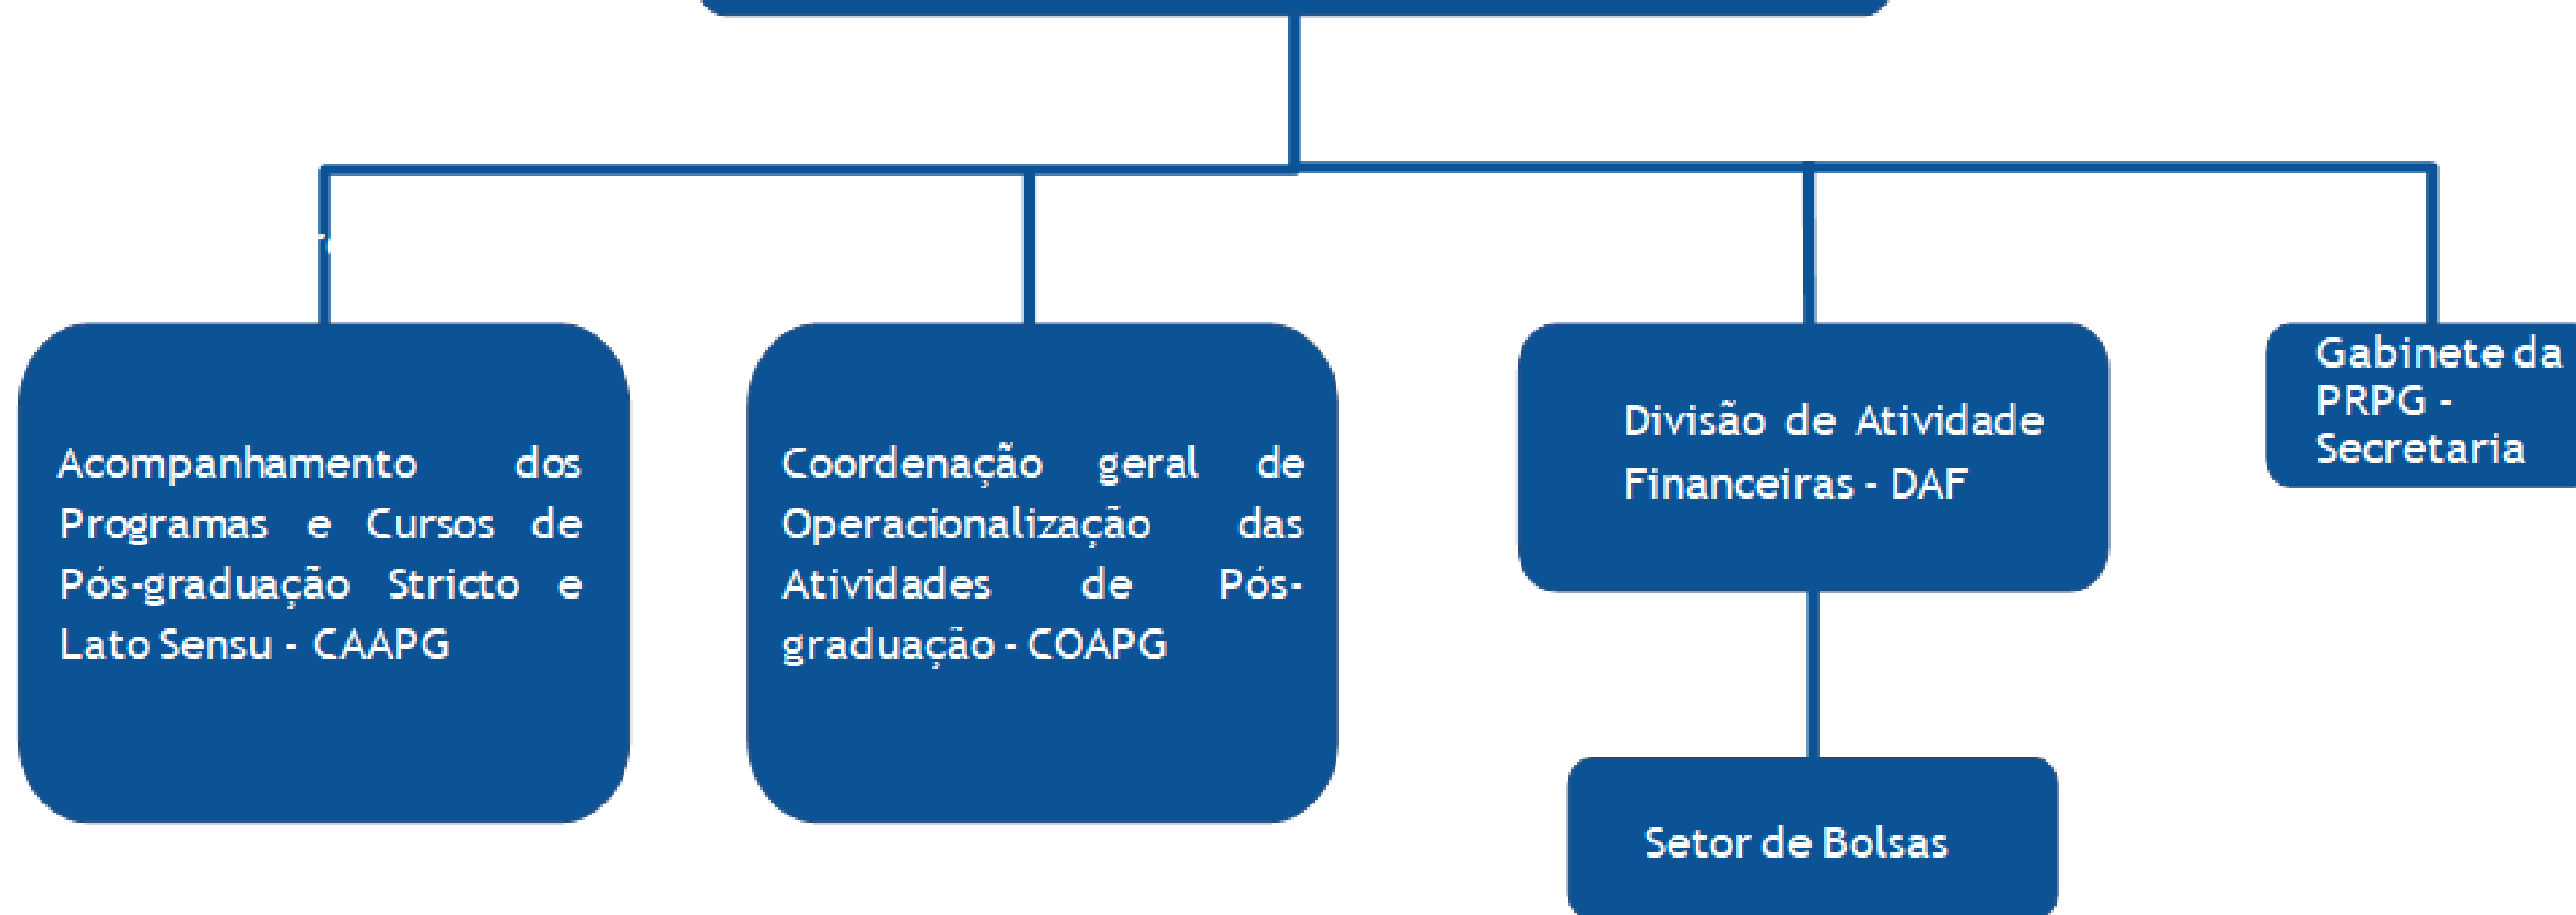 Acompanhamento dos
Programas e Cursos de
Pós-graduação Stricto e
Lato Sensu - CAAPG
Coordenação geral de
Operacionalização das
Atividades de Pós-
graduação - COAPG
Divisão de Atividade
Financeiras - DAF
Setor de Bolsas
Gabinete da
PRPG -
Secretaria